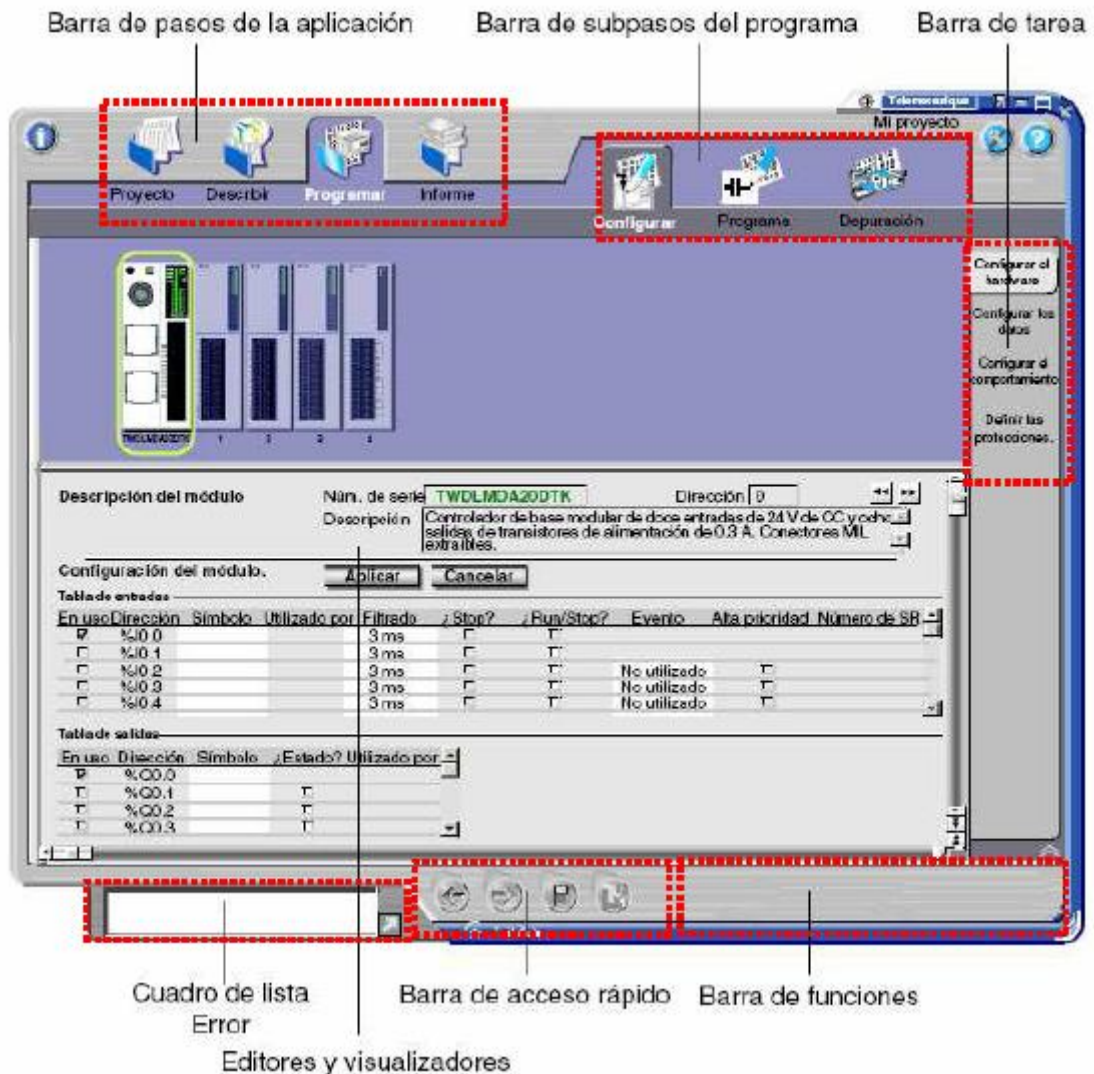 Barra de pasos de la aplicación
Barra de subpasos del programa
Barra de tarea
Telemecanique
Mi proyecto
Proyecto
Describir
Programar
Informe
Configurar
Programa
Depuración
Configurar el
hardware
Configurar los
datos
Configurar el
comportamiento
Definir las
protecciones.
TWDLMDA20DTK
1
2
3
4
Descripción del módulo
Núm. de serie TWDLMDA20DTK
Dirección 0
Descripción
Controlador de base modular de doce entradas de 24 V de CC y ocho
salidas de transistores de alimentación de 0.3 A. Conectores MIL
extraíbles.
Configuración del módulo.
Aplicar
Cancelar
Tabla de entradas
En uso Dirección Símbolo Utilizado por Filtrado ¿Stop? ¿Run/Stop? Evento Alta prioridad Número de SR
%I0.0 3 ms
%I0.1 3 ms
%I0.2 3 ms No utilizado
%I0.3 3 ms No utilizado
%I0.4 3 ms No utilizado
Tabla de salidas
En uso Dirección Símbolo ¿Estado? Utilizado por
%Q0.0
%Q0.1
%Q0.2
%Q0.3
Cuadro de lista
Error
Barra de acceso rápido
Barra de funciones
Editores y visualizadores